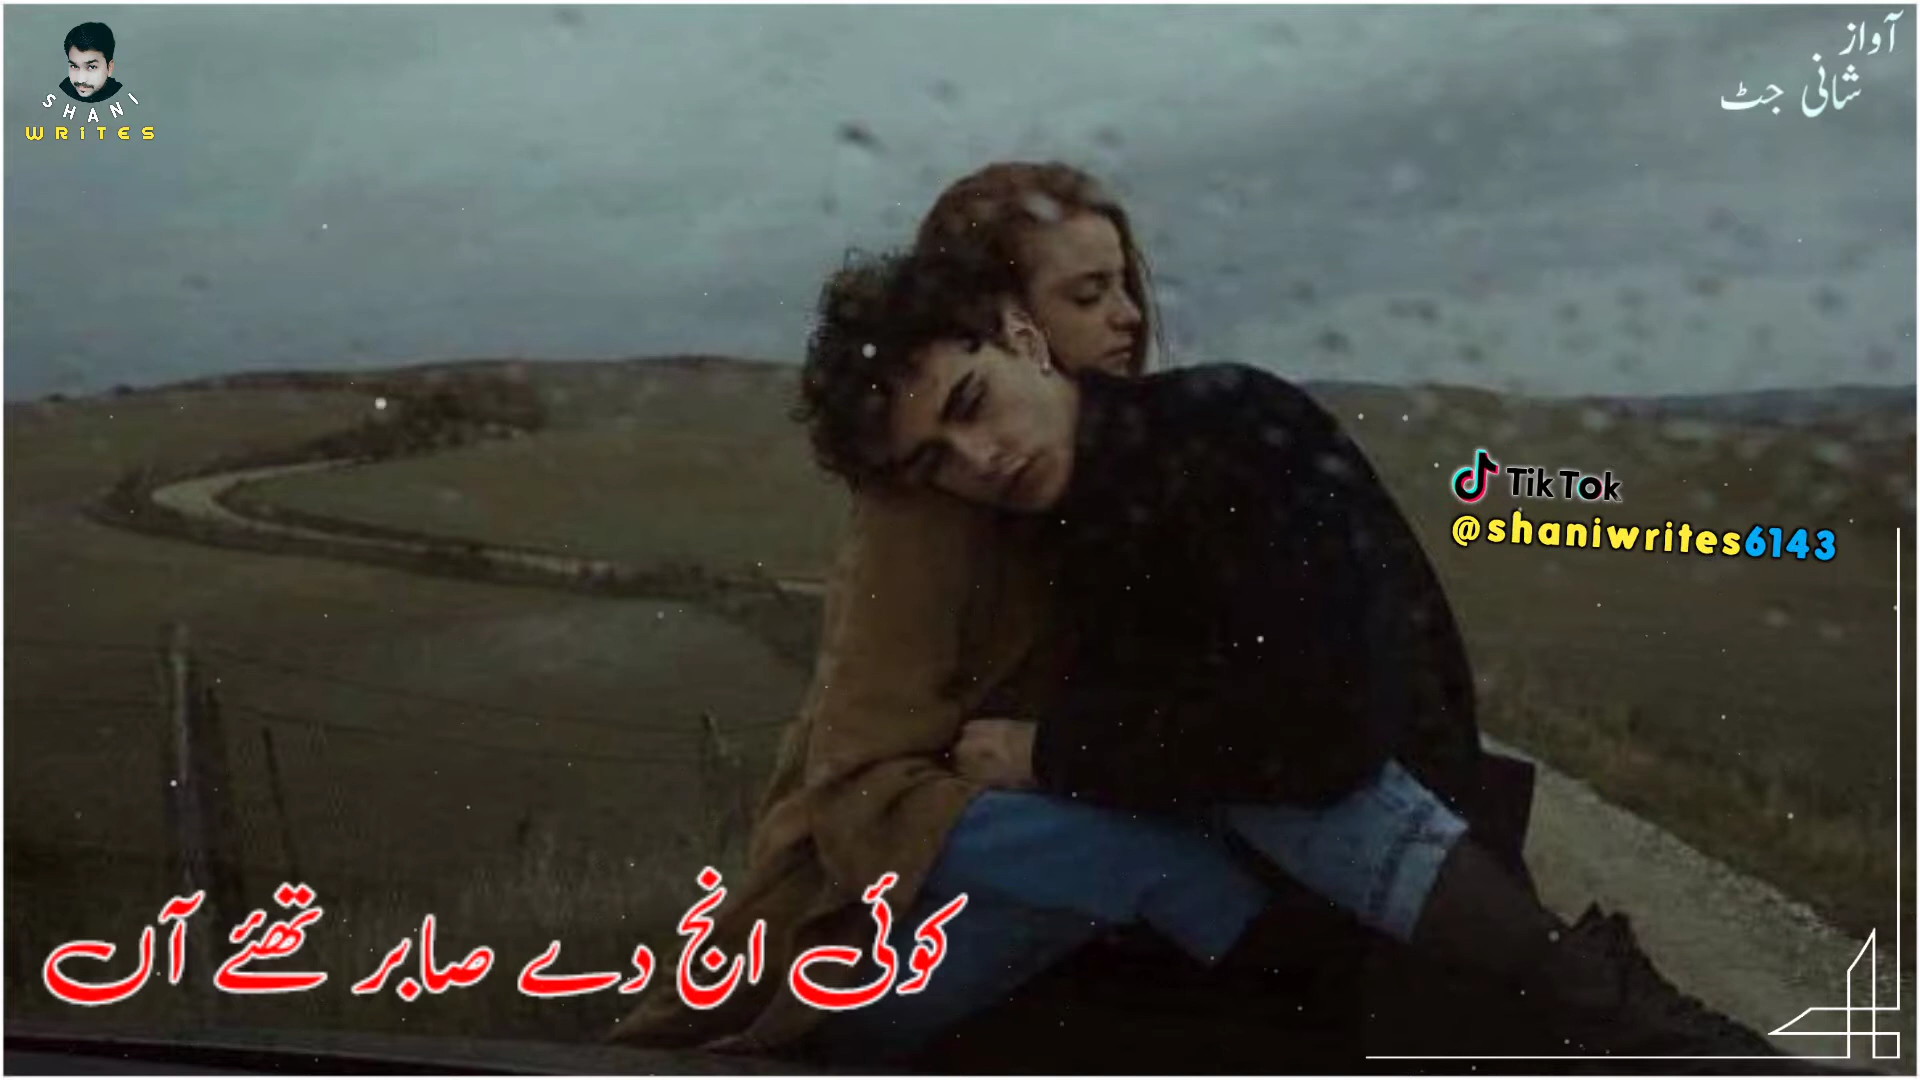 SHANI
WRiTES
آواز
شانی جٹ
TikTok
@shaniwrites6143
کوئی انج دے صابر تھئے آں